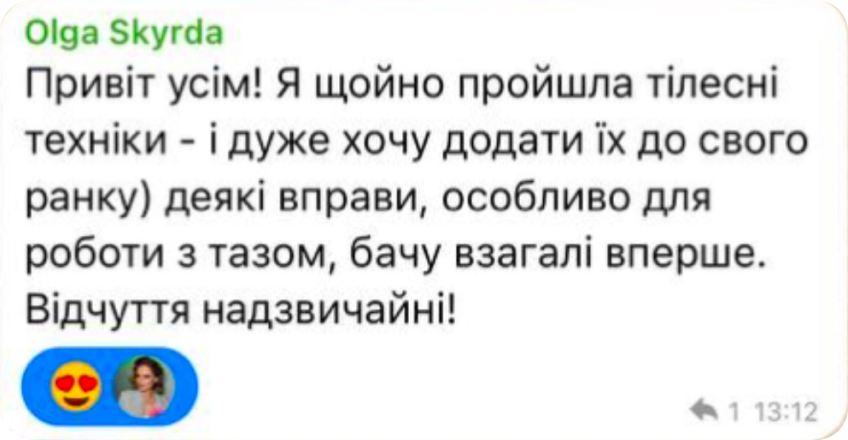 Olga Skyrda
Привіт усім! Я щойно пройшла тілесні
техніки - і дуже хочу додати їх до свого
ранку) деякі вправи, особливо для
роботи з тазом, бачу взагалі вперше.
Відчуття надзвичайні!
1 13:12